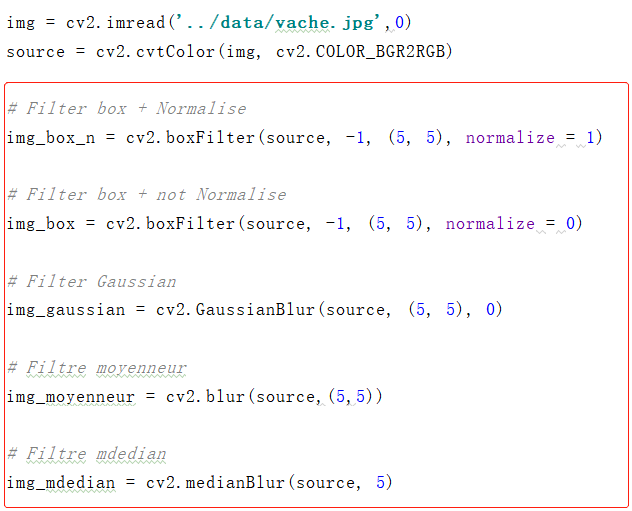 img = cv2.imread('../data/vache.jpg',0)
source = cv2.cvtColor(img, cv2.COLOR_BGR2RGB)
# Filter box + Normalise
img_box_n = cv2.boxFilter(source, -1, (5, 5), normalize = 1)
# Filter box + not Normalise
img_box = cv2.boxFilter(source, -1, (5, 5), normalize = 0)
# Filter Gaussian
img_gaussian = cv2.GaussianBlur(source, (5, 5), 0)
# Filtre moyenneur
img_moyenneur = cv2.blur(source,(5,5))
# Filtre mdedian
img_mdedian = cv2.medianBlur(source, 5)